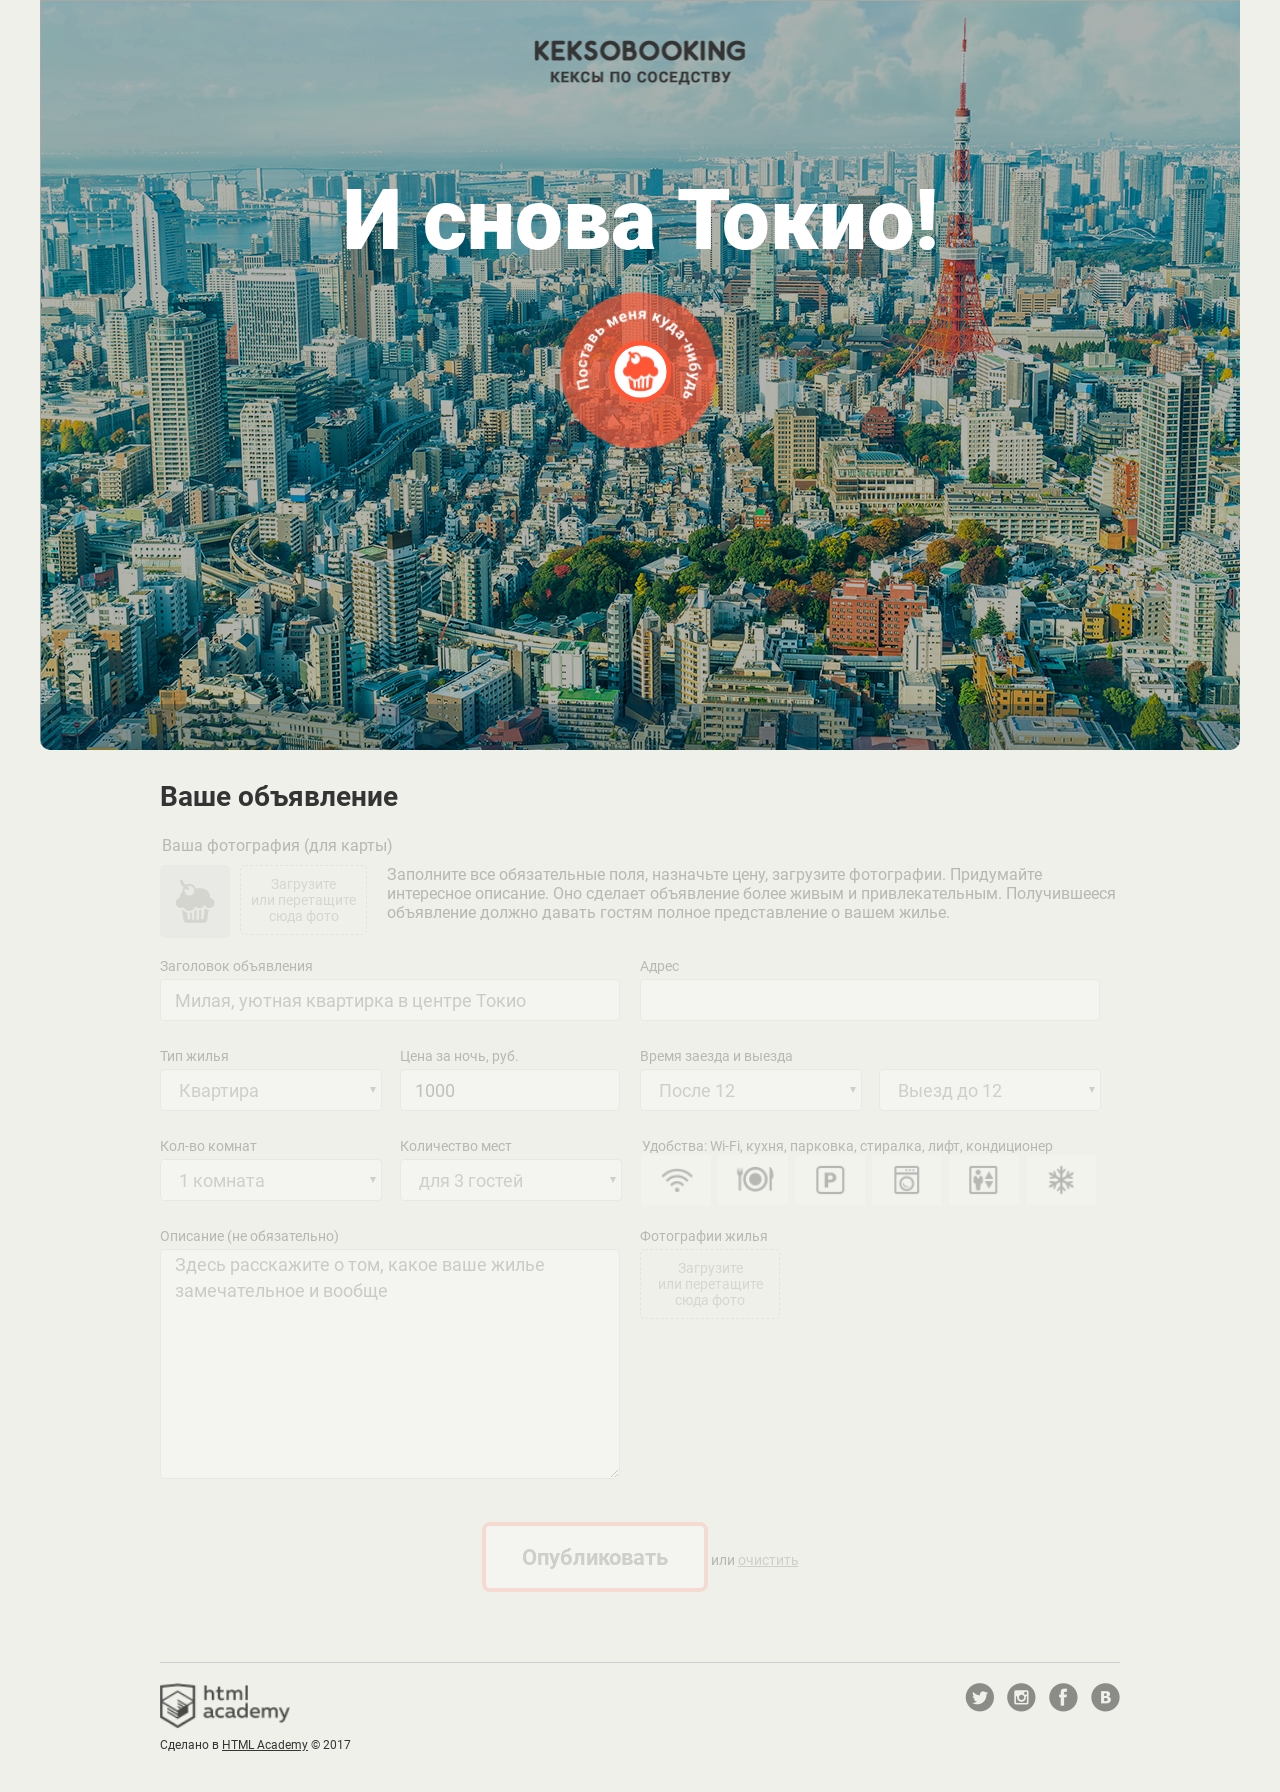 KEKSOBOOKING
КЕКСЫ ПО СОСЕДСТВУ
И снова Токио!
Поставь меня куда-нибудь
Ваше объявление
Ваша фотография (для карты)
Загрузите
или перетащите
сюда фото
Заполните все обязательные поля, назначьте цену, загрузите фотографии. Придумайте
интересное описание. Оно сделает объявление более живым и привлекательным. Получившееся
объявление должно давать гостям полное представление о вашем жилье.
Заголовок объявления
Адрес
Милая, уютная квартирка в центре Токио
Тип жилья
Цена за ночь, руб.
Время заезда и выезда
Квартира
1000
После 12
Выезд до 12
Кол-во комнат
Количество мест
Удобства: Wi-Fi, кухня, парковка, стиралка, лифт, кондиционер
1 комната
для 3 гостей
P
Описание (не обязательно)
Фотографии жилья
Здесь расскажите о том, какое ваше жилье
замечательное и вообще
Загрузите
или перетащите
сюда фото
Опубликовать или очистить
html
academy
Сделано в HTML Academy © 2017